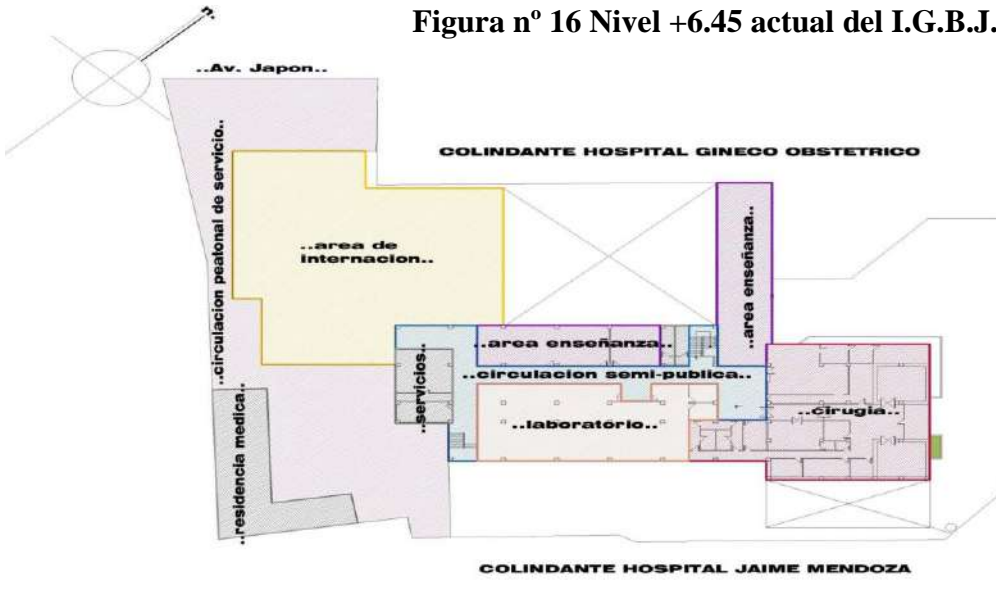 Figura nº 16 Nivel +6.45 actual del I.G.B.J.
n.
..Av. Japon..
COLINDANTE HOSPITAL GINECO OBSTETRICO
..circulacion peatonal de servicio..
..area de
internacion..
..area enseñanza..
..area enseñanza..
..servicios..
..circulacion semi-publica..
..laboratorio..
..cirugia..
..residencia medica..
COLINDANTE HOSPITAL JAIME MENDOZA